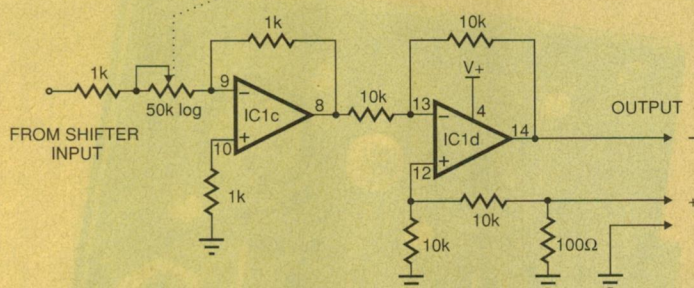 1k
10k
1k
V+
9
10k
13
4
50k log
IC1c
8
IC1d
14
OUTPUT
FROM SHIFTER
INPUT
−
+
10
−
+
12
−
+
1k
10k
10k
100Ω